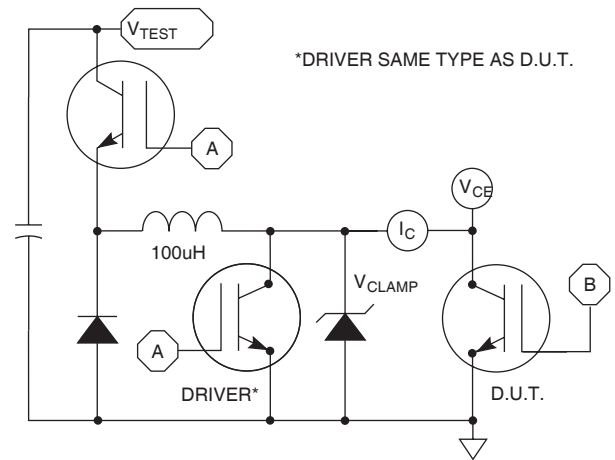 VTEST
*DRIVER SAME TYPE AS D.U.T.
A
VCE
IC
100uH
VCLAMP
B
A
DRIVER*
D.U.T.